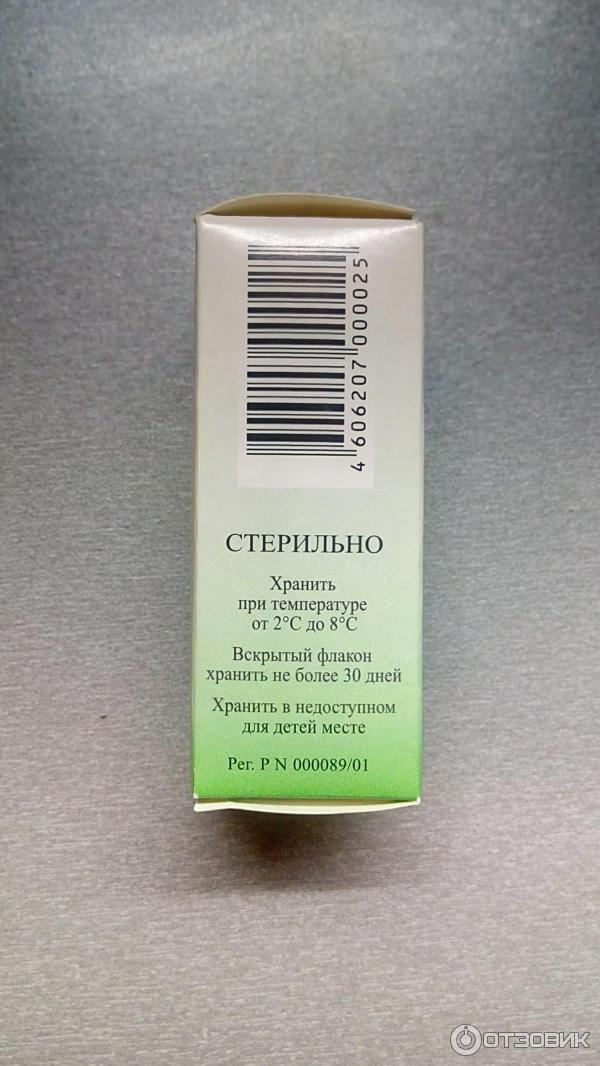 4 606207 000025
СТЕРИЛЬНО
Хранить
при температуре
от 2°С до 8°С
Вскрытый флакон
хранить не более 30 дней
Хранить в недоступном
для детей месте
Рег. Р N 000089/01
ОТЗОВИК